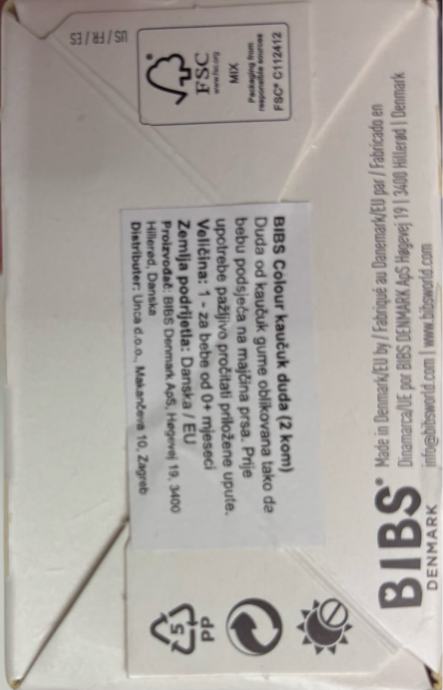 US / FR / ES
www.fsc.org
FSC
MIX
Packaging from
responsible sources
FSC® C112412
BIBS Colour kaučuk duda (2 kom)
Duda od kaučuk gume oblikovana tako da
bebu podsjeća na majčina prsa. Prije
upotrebe pažljivo pročitati priložene upute.
Veličina: 1 - za bebe od 0+ mjeseci
Zemlja podrijetla: Danska / EU
Proizvođač: BIBS Denmark ApS, Høgevej 19, 3400
Hillerød, Danska
Distributer: Unca d.o.o., Makančeva 10, Zagreb
BIBS®
DENMARK
Made in Denmark/EU by / Fabriqué au Danemark/EU par / Fabricado en
Dinamarca/UE por BIBS DENMARK ApS Høgevej 19 | 3400 Hillerød | Denmark
info@bibsworld.com | www.bibsworld.com
5
PP